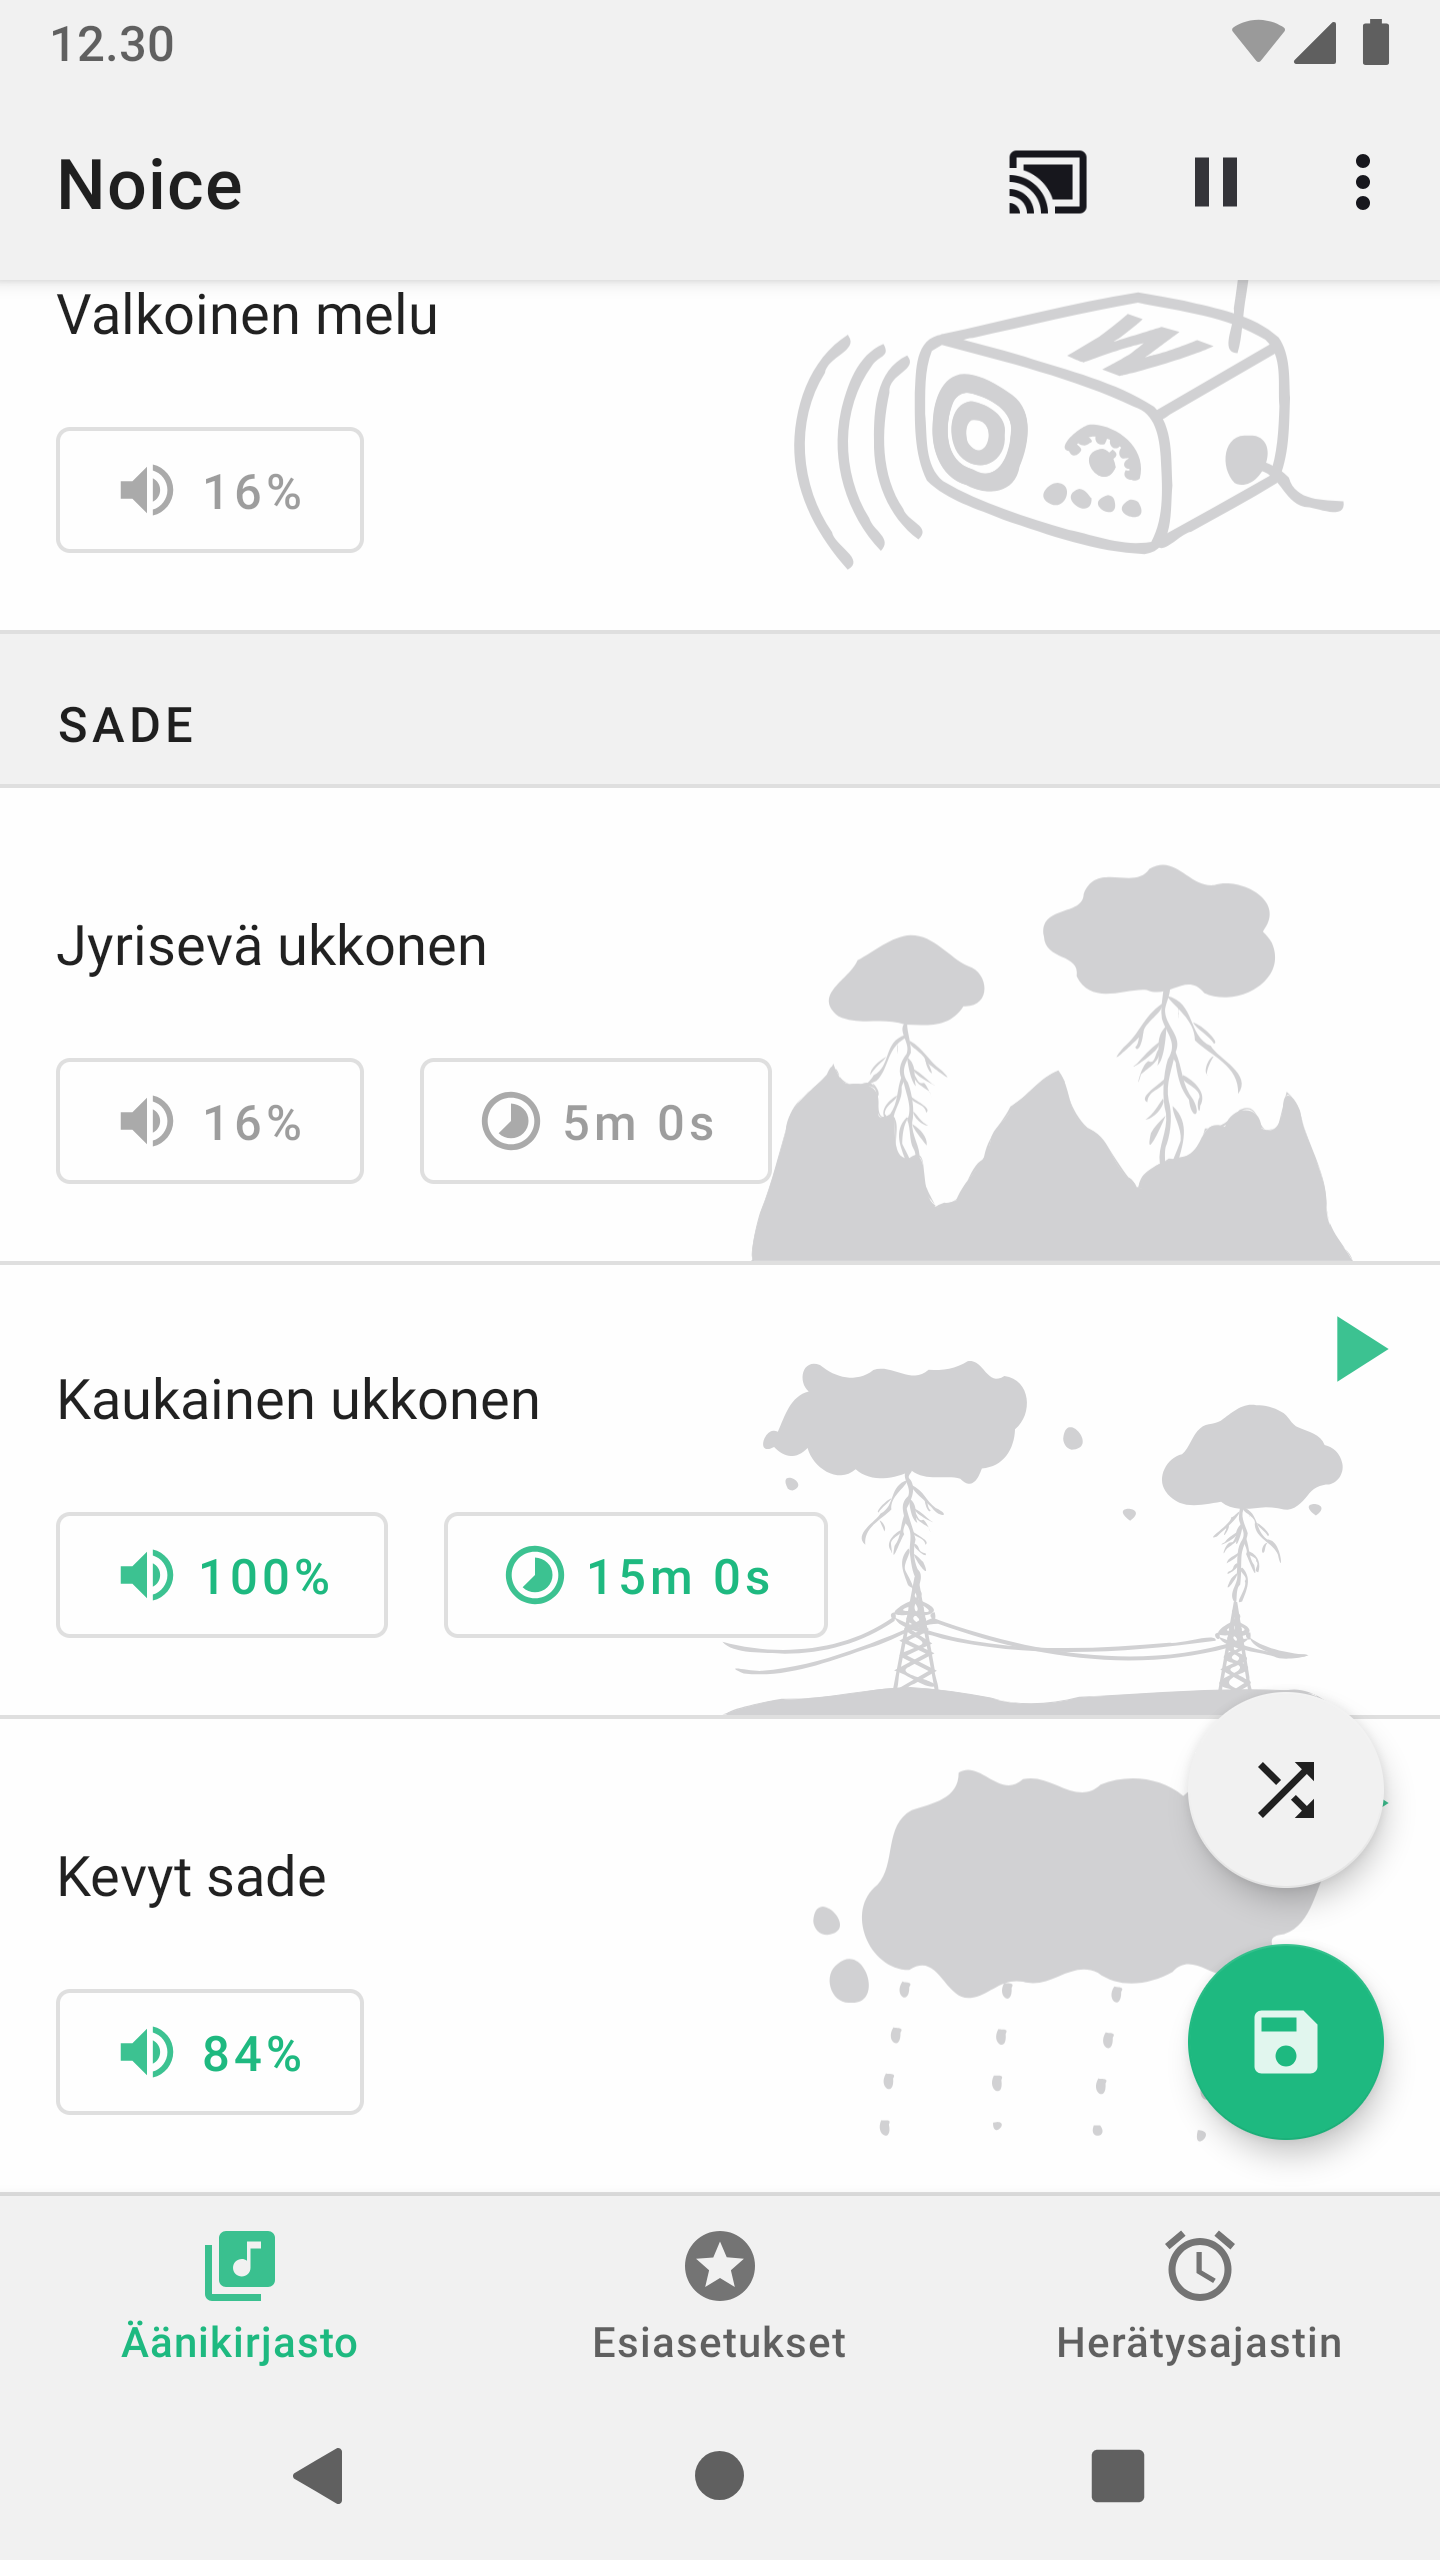 12.30
Noice
Valkoinen melu
16%
SADE
Jyrisevä ukkonen
16% 5m 0s
Kaukainen ukkonen
100% 15m 0s
Kevyt sade
84%
Äänikirjasto Esiasetukset Herätysajastin